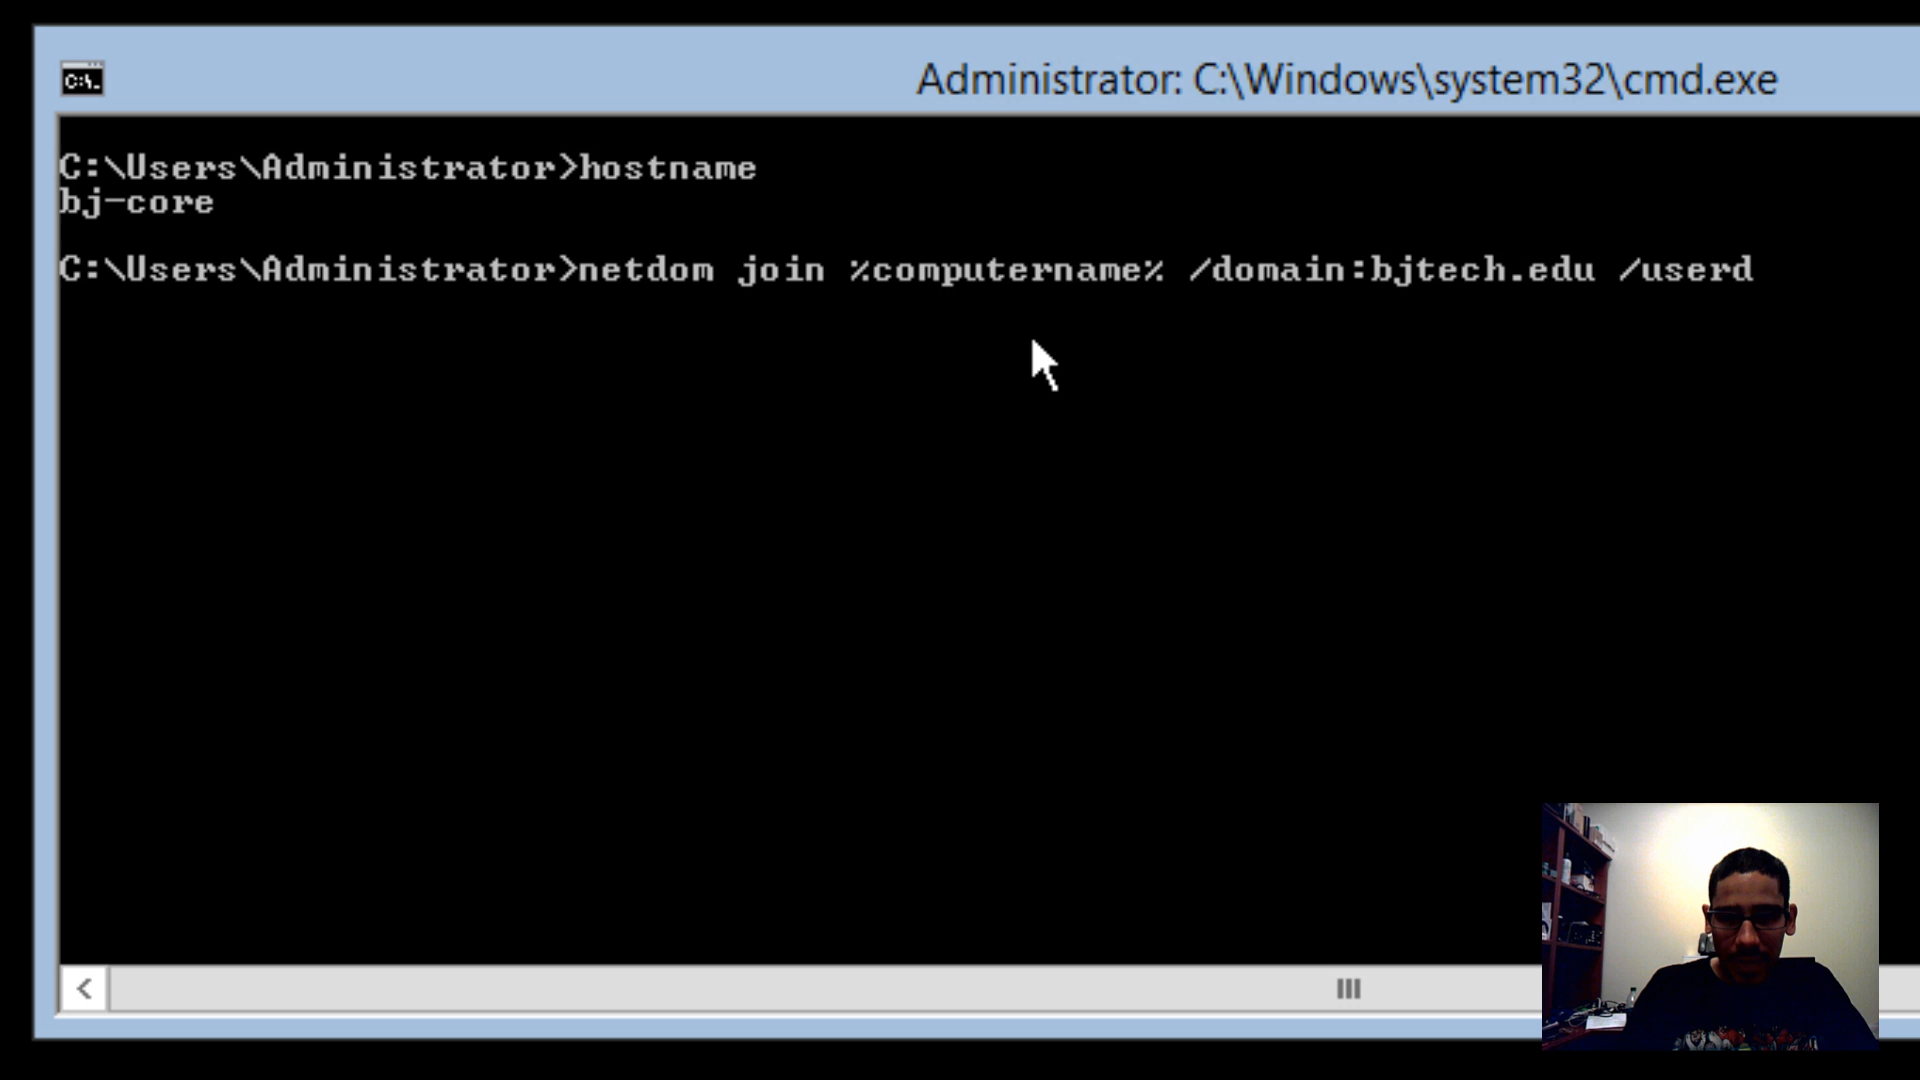 Administrator: C:\Windows\system32\cmd.exe
C:\Users\Administrator>hostname
bj-core
C:\Users\Administrator>netdom join %computername% /domain:bjtech.edu /userd